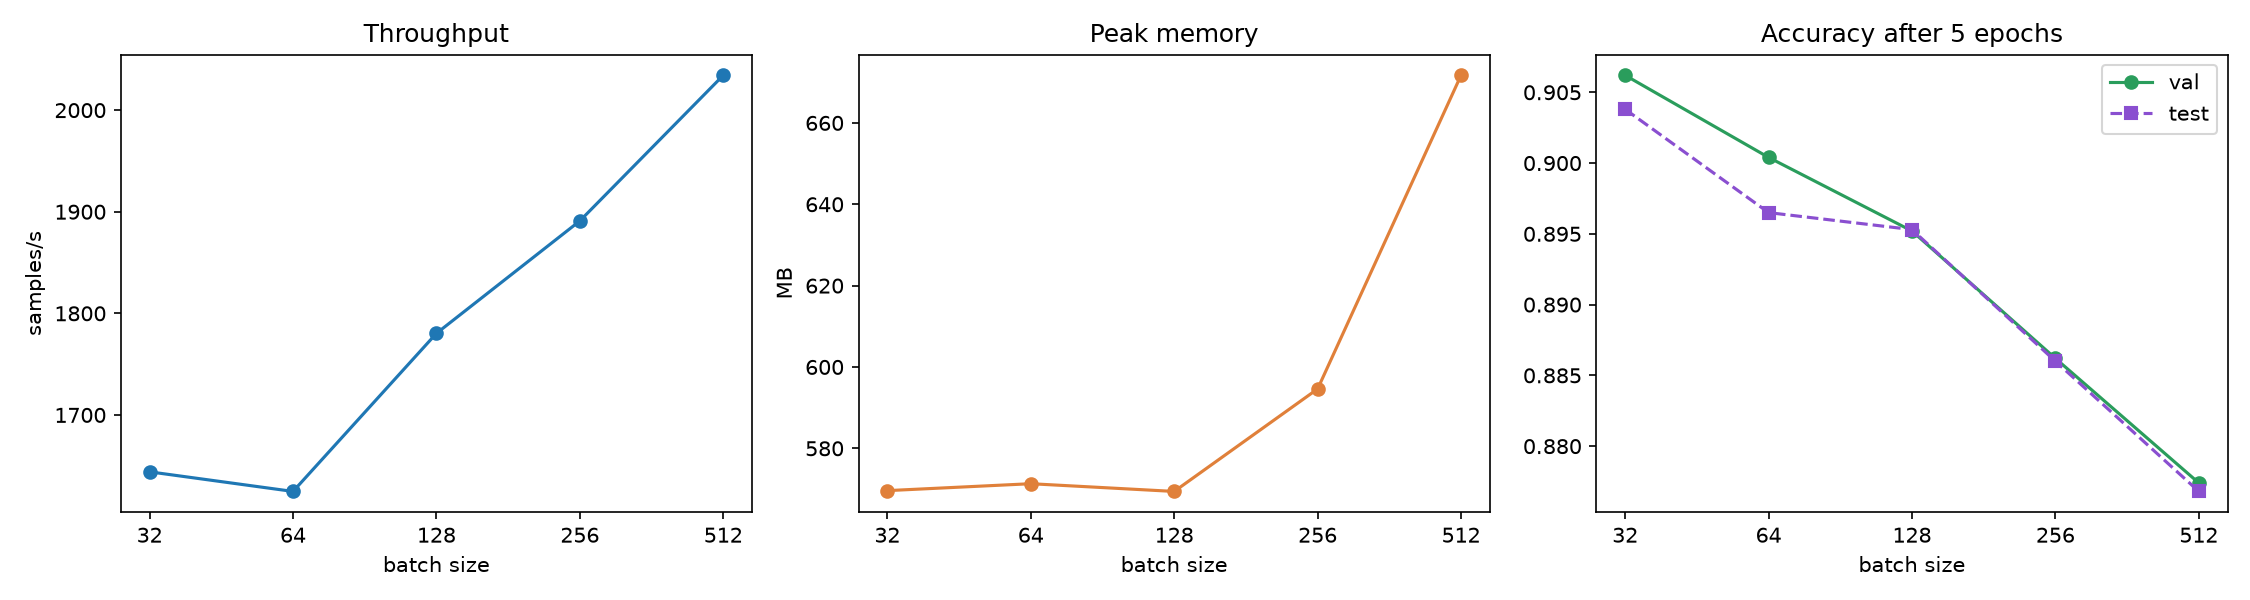 Throughput
samples/s
2000
1900
1800
1700
32 64 128 256 512
batch size
Peak memory
MB
660
640
620
600
580
32 64 128 256 512
batch size
Accuracy after 5 epochs
val
test
0.905
0.900
0.895
0.890
0.885
0.880
32 64 128 256 512
batch size